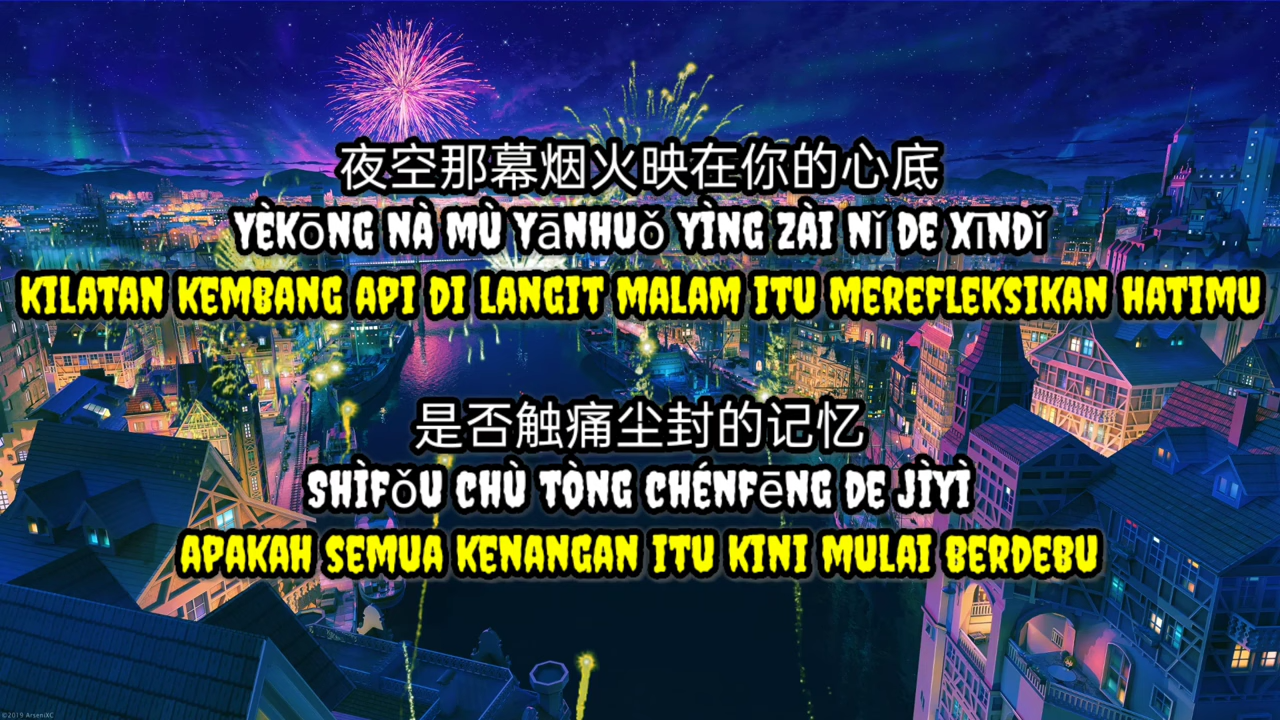 夜空那幕烟火映在你的心底
YÈKōNG NÀ MÙ YāNHUǑ YÌNG ZÀI Nǐ DE XīNDǐ
KILATAN KEMBANG API DI LANGIT MALAM ITU MEREFLEKSIKAN HATIMU
是否触痛尘封的记忆
SHÌFǑU CHÙ TÒNG CHÉNFēNG DE JÌYÌ
APAKAH SEMUA KENANGAN ITU KINI MULAI BERDEBU
©2019 ArseniXC